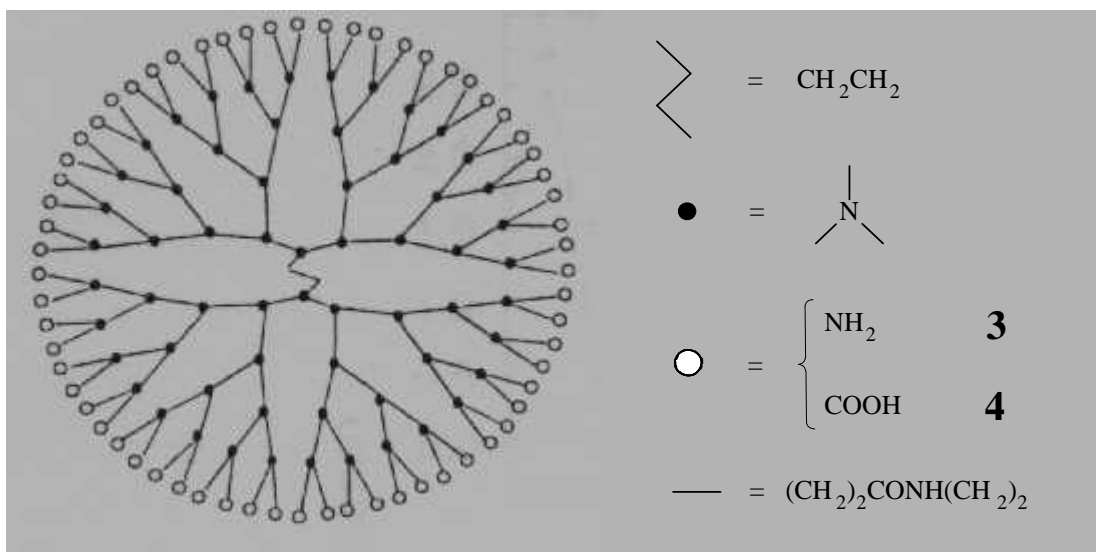 = CH2CH2
= N
= NH2 3
COOH 4
= (CH2)2CONH(CH2)2